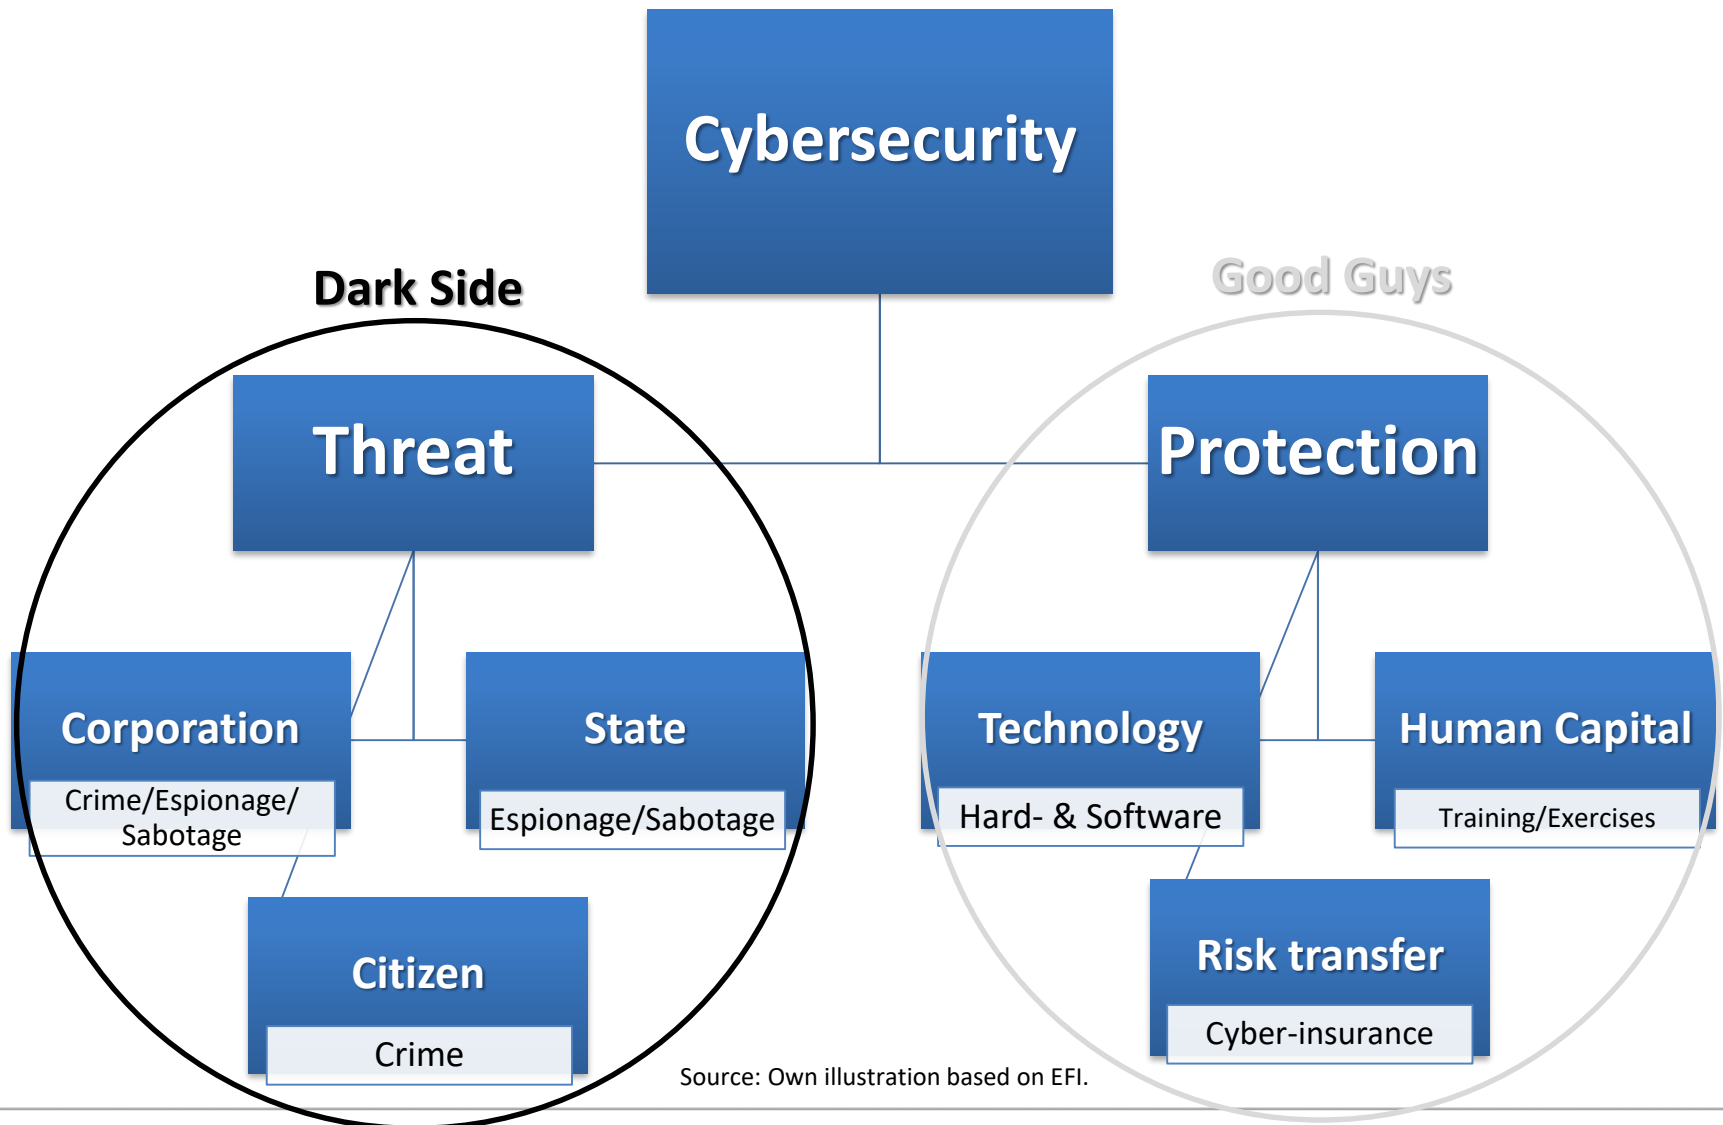 Cybersecurity
Dark Side
Good Guys
Threat
Protection
Corporation
Crime/Espionage/
Sabotage
State
Espionage/Sabotage
Technology
Hard- & Software
Human Capital
Training/Exercises
Citizen
Crime
Risk transfer
Cyber-insurance
Source: Own illustration based on EFI.